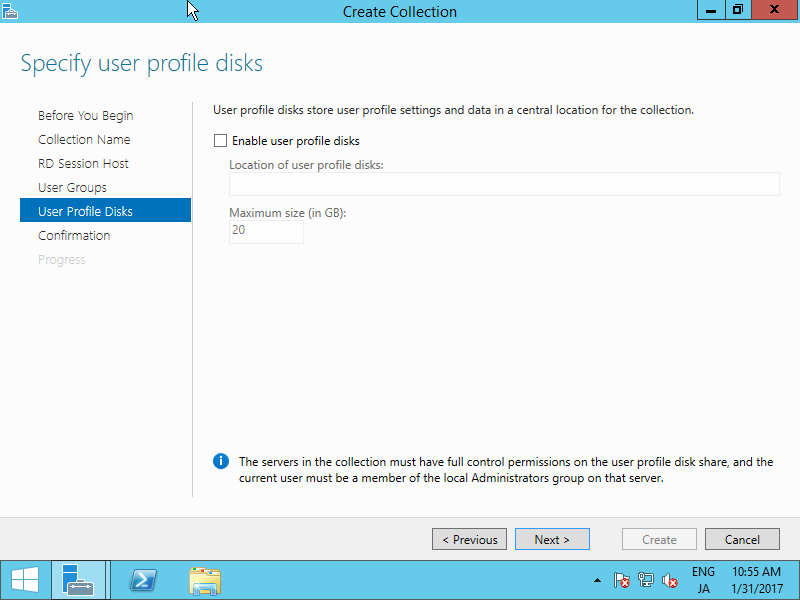 Create Collection
Specify user profile disks
Before You Begin
Collection Name
RD Session Host
User Groups
User Profile Disks
Confirmation
Progress
User profile disks store user profile settings and data in a central location for the collection.
Enable user profile disks
Location of user profile disks:
Maximum size (in GB):
20
The servers in the collection must have full control permissions on the user profile disk share, and the
current user must be a member of the local Administrators group on that server.
< Previous
Next >
Create
Cancel
ENG
JA
10:55 AM
1/31/2017